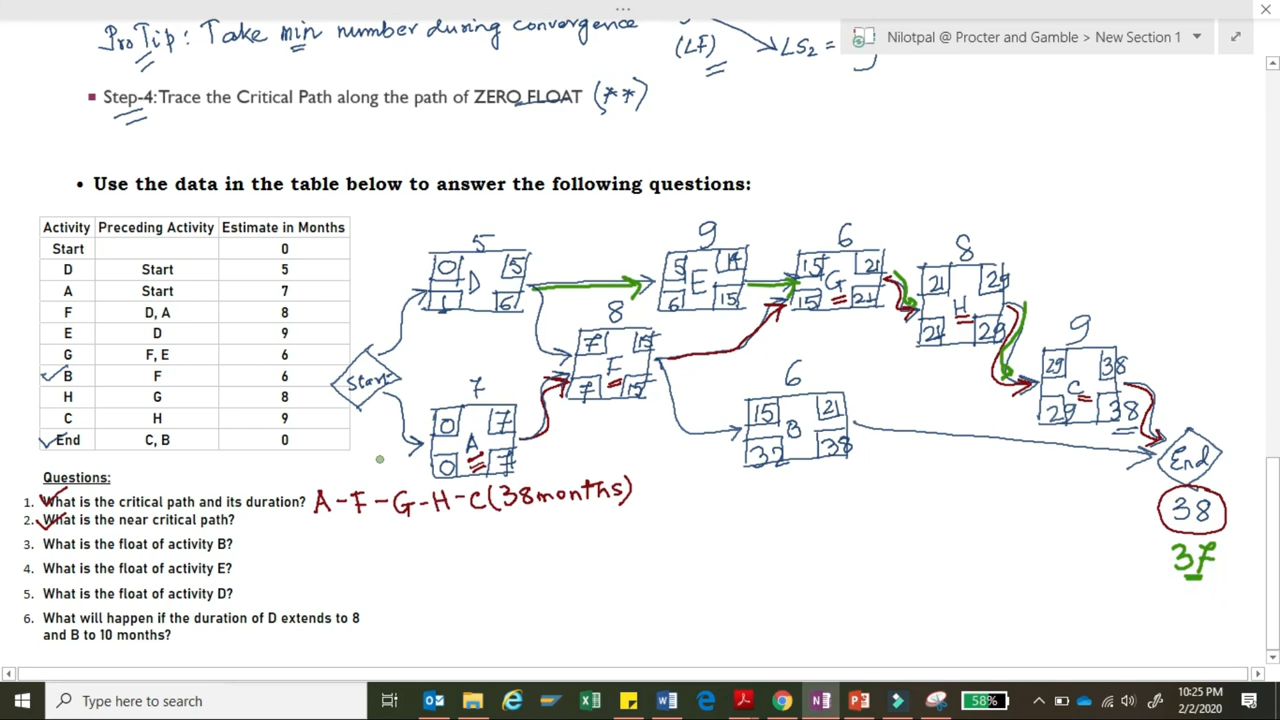 ProTip: Take min number during convergence
(LF)
LS₂ =
Nilotpal @ Procter and Gamble > New Section 1
Step-4: Trace the Critical Path along the path of ZERO FLOAT (**)
• Use the data in the table below to answer the following questions:
Activity Preceding Activity Estimate in Months
Start 0
D Start 5
A Start 7
F D, A 8
E D 9
G F, E 6
B F 6
H G 8
C H 9
End C, B 0
5
0 5
D
1 6
9
5 14
E
6 15
6
15 21
G
15 21
8
21 29
H
21 29
8
7 15
F
7 15
9
29 38
C
29 38
Start
7
0 7
A
0 7
6
15 21
B
32 38
End
38
37
Questions:
1. What is the critical path and its duration? A-F-G-H-C(38months)
2. What is the near critical path?
3. What is the float of activity B?
4. What is the float of activity E?
5. What is the float of activity D?
6. What will happen if the duration of D extends to 8
and B to 10 months?
Type here to search
58%
10:25 PM
2/2/2020